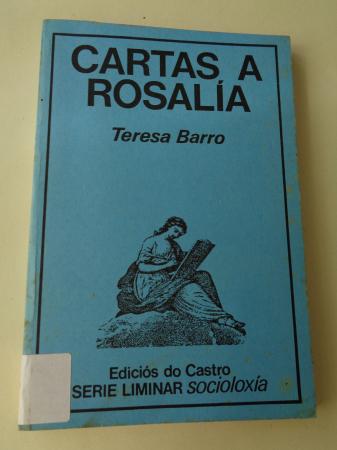 CARTAS A
ROSALÍA
Teresa Barro
Ediciós do Castro
SERIE LIMINAR socioloxía